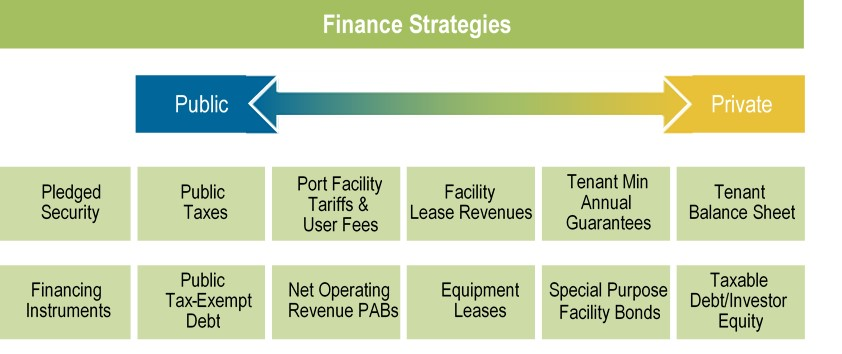 Finance Strategies
Public
Private
Pledged
Security
Public
Taxes
Port Facility
Tariffs &
User Fees
Facility
Lease Revenues
Tenant Min
Annual
Guarantees
Tenant
Balance Sheet
Financing
Instruments
Public
Tax-Exempt
Debt
Net Operating
Revenue PABs
Equipment
Leases
Special Purpose
Facility Bonds
Taxable
Debt/Investor
Equity